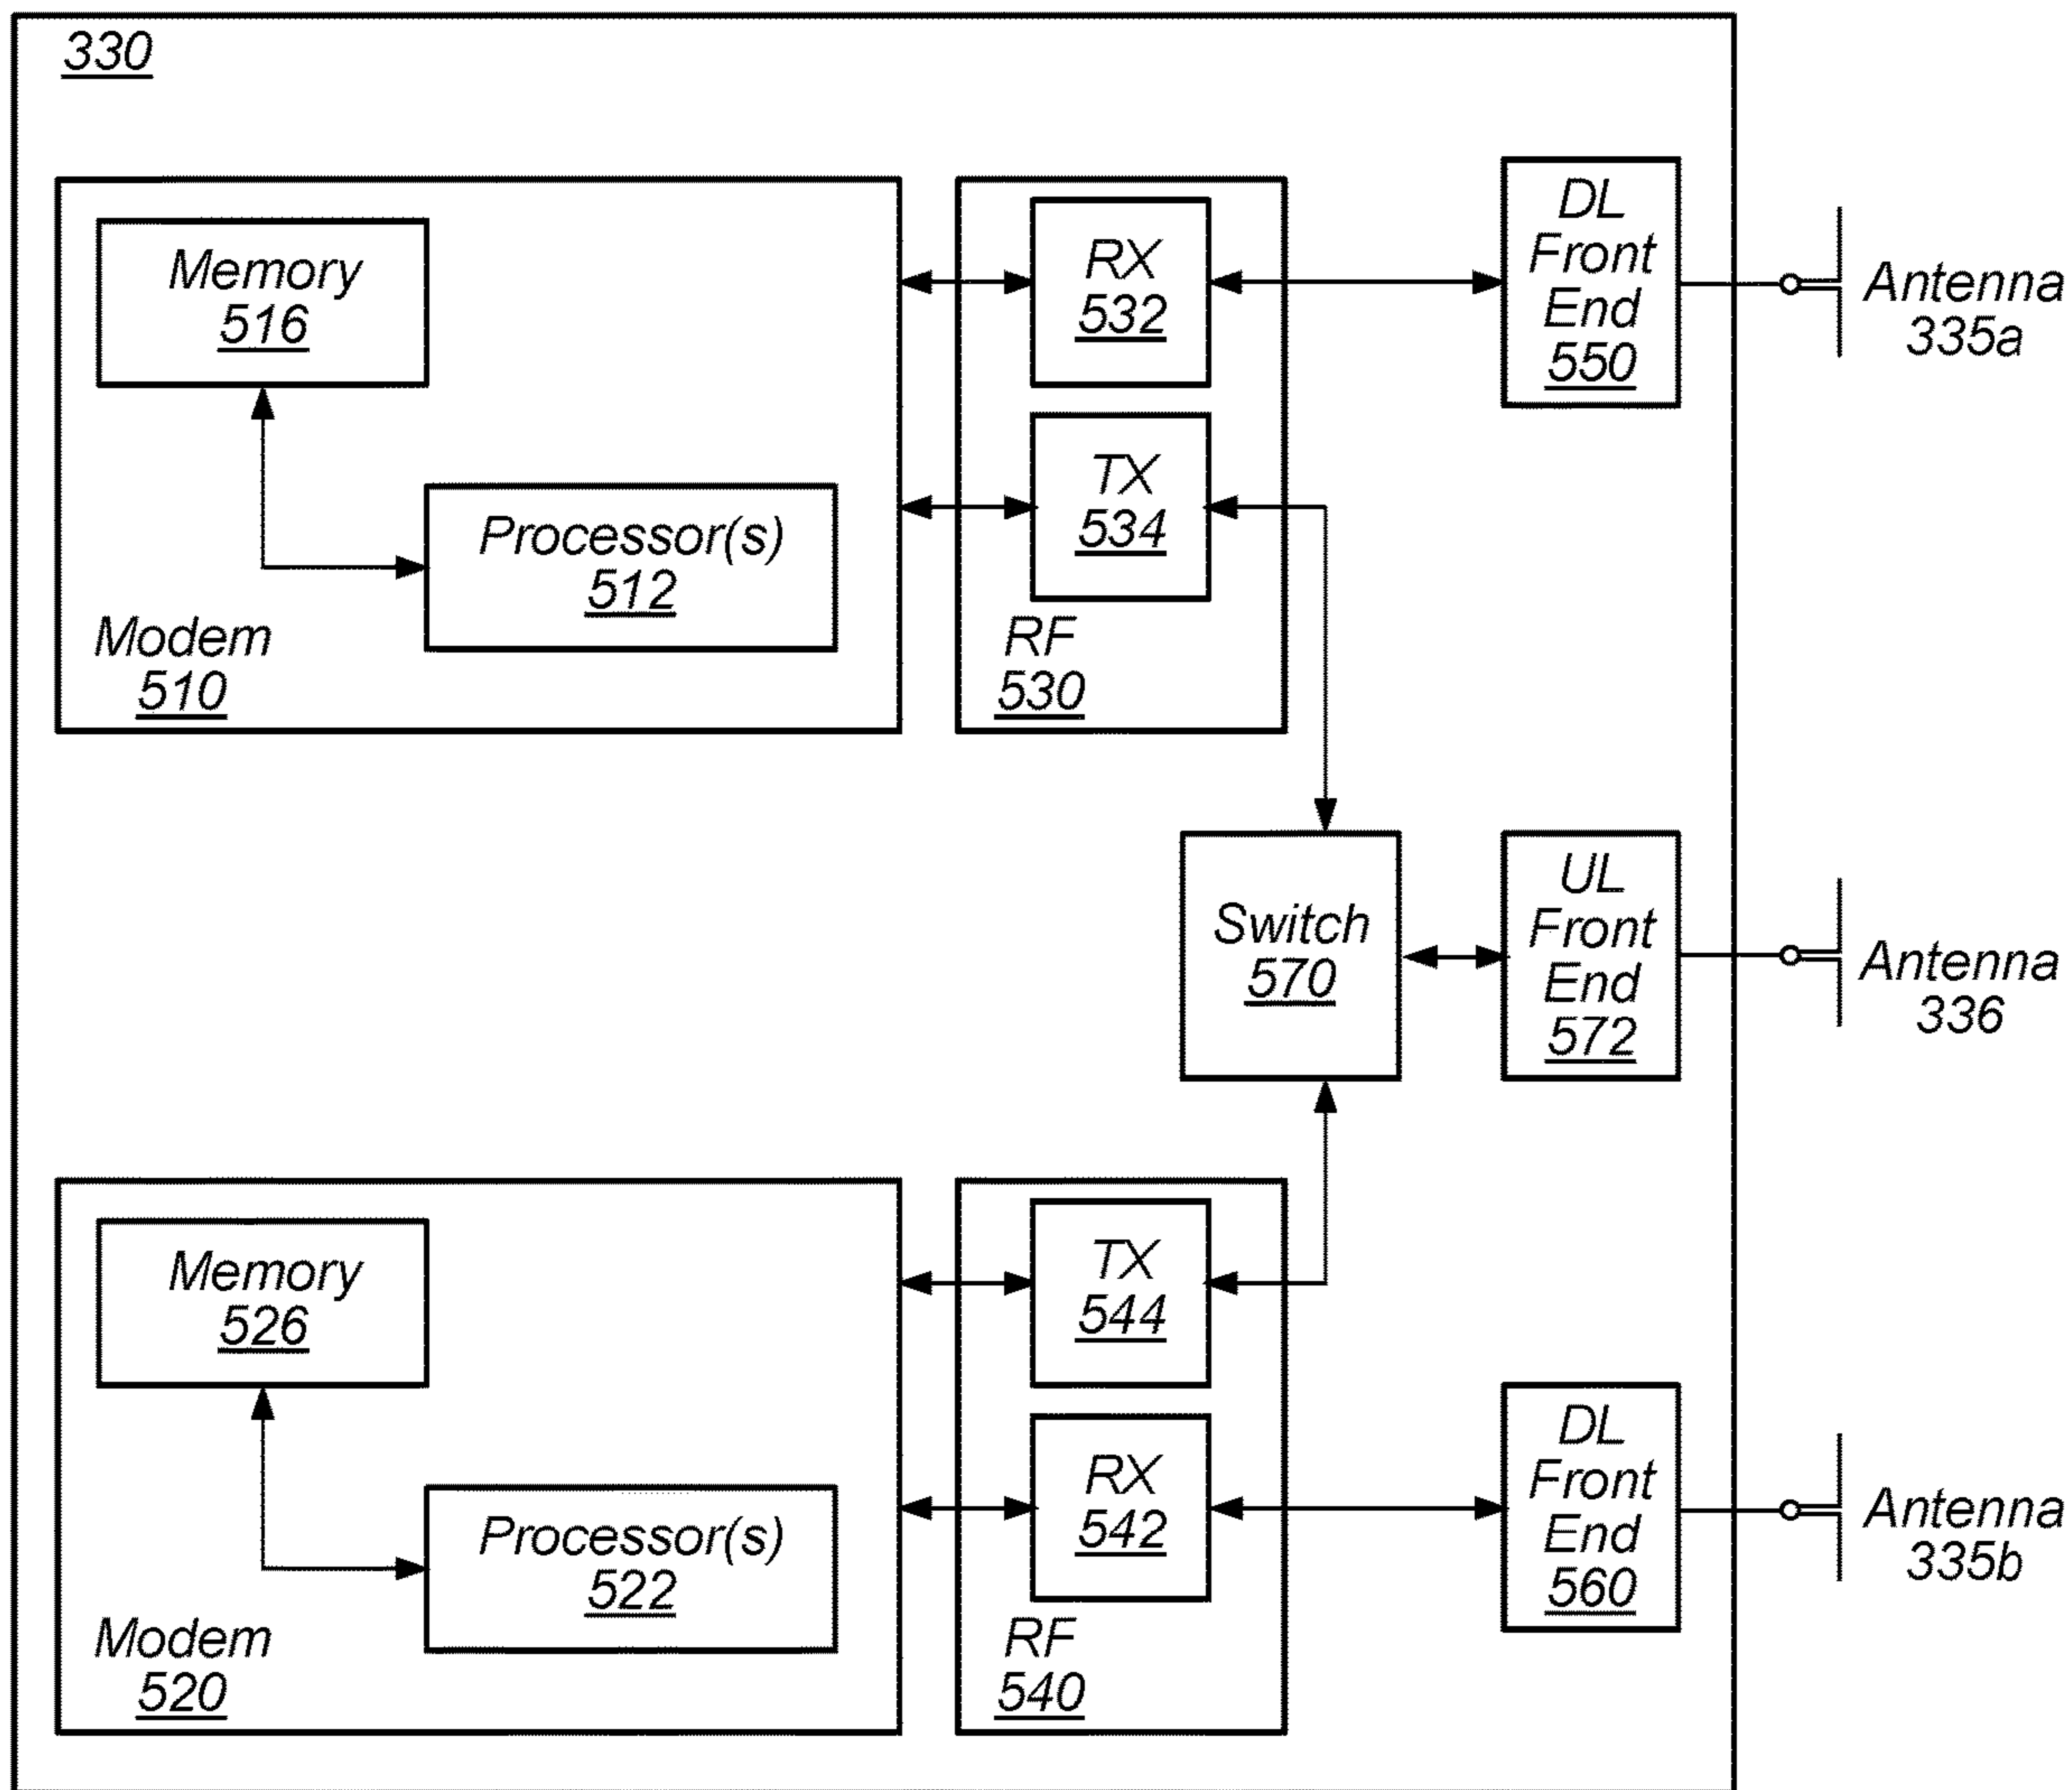 330
Memory
516
Processor(s)
512
Modem
510
RX
532
TX
534
RF
530
DL
Front
End
550
Antenna
335a
Switch
570
UL
Front
End
572
Antenna
336
Memory
526
Processor(s)
522
Modem
520
TX
544
RX
542
RF
540
DL
Front
End
560
Antenna
335b